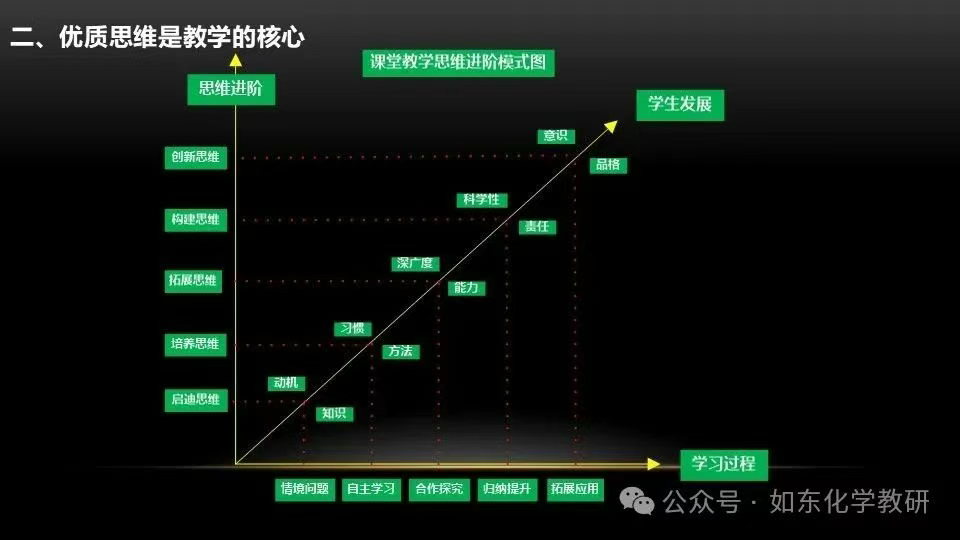 二、优质思维是教学的核心
课堂教学思维进阶模式图
思维进阶
学生发展
意识
创新思维
品格
科学性
构建思维
责任
深广度
拓展思维
能力
习惯
培养思维
方法
动机
启迪思维
知识
学习过程
情境问题 自主学习 合作探究 归纳提升 拓展应用
公众号 · 如东化学教研